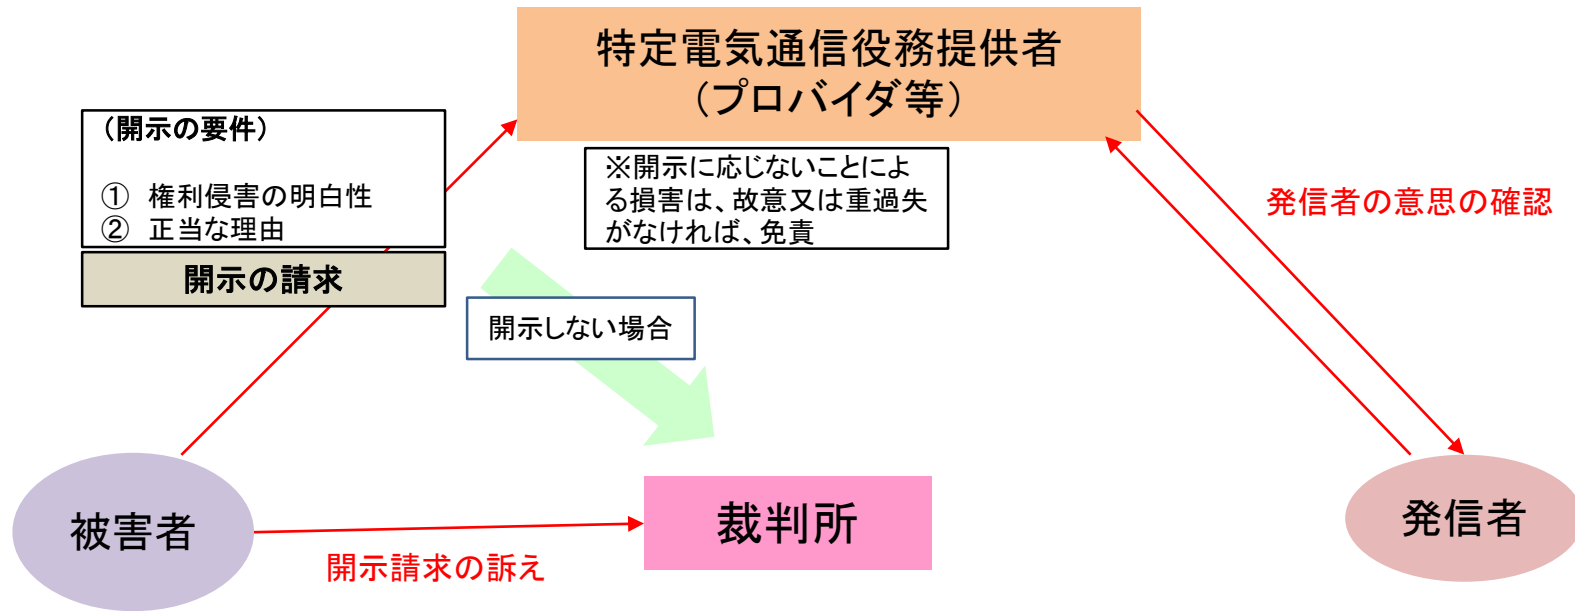 特定電気通信役務提供者
（プロバイダ等）
（開示の要件）
① 権利侵害の明白性
② 正当な理由
開示の請求
※開示に応じないことによ
る損害は、故意又は重過失
がなければ、免責
発信者の意思の確認
開示しない場合
被害者
開示請求の訴え
裁判所
発信者